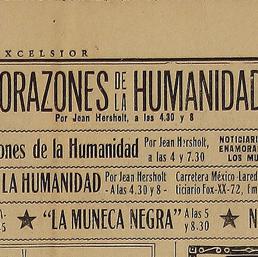 EXCELSIOR
ORAZONES DE LA HUMANIDAD
Por Jean Hersholt, a las 4.30 y 8
ones de la Humanidad Por Jean Hersholt, a las 4 y 7.30 NOTICIARI ENAMORA LOS MU
LA HUMANIDAD Por Jean Hersholt - A las 4.30 y 8 - Carretera México-Lared ticiario Fox-XX-72, f m
5 "LA MUNECA NEGRA" A las 5 y 8.30 N